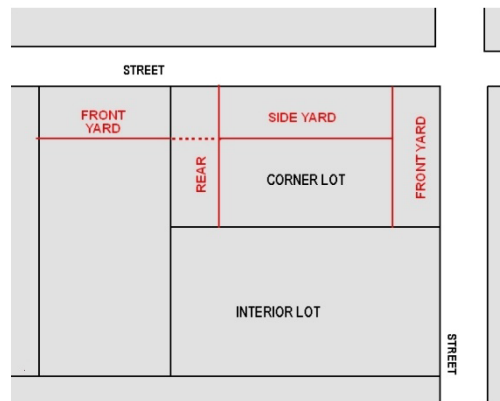 STREET
FRONT
YARD
SIDE YARD
REAR
CORNER LOT
FRONT YARD
INTERIOR LOT
STREET